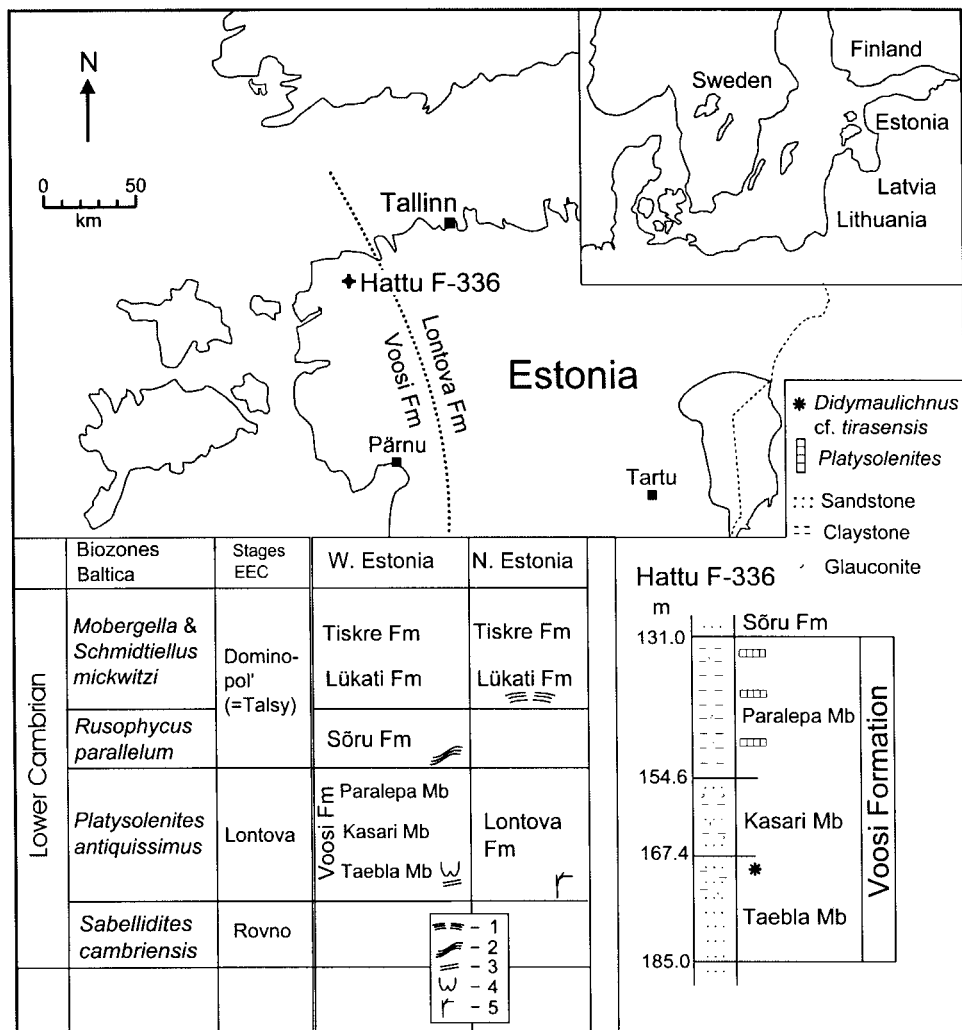 N
0 50
km
Tallinn
Hattu F-336
Voosi Fm
Lontova Fm
Estonia
Pärnu
Tartu
Sweden
Finland
Estonia
Latvia
Lithuania
Didymaulichnus
cf. tirasensis
Platysolenites
Sandstone
Claystone
Glauconite
Biozones
Baltica
Stages
EEC
W. Estonia
N. Estonia
Lower Cambrian
Mobergella &
Schmidtiellus
mickwitzi
Domino-
pol'
(=Talsy)
Tiskre Fm
Lükati Fm
Tiskre Fm
Lükati Fm
Rusophycus
parallelum
Sõru Fm
Platysolenites
antiquissimus
Lontova
Voosi Fm
Paralepa Mb
Kasari Mb
Taebla Mb
Lontova
Fm
Sabellidites
cambriensis
Rovno
- 1
- 2
- 3
- 4
- 5
Hattu F-336
m
Sõru Fm
131.0
Paralepa Mb
154.6
Kasari Mb
167.4
Taebla Mb
185.0
Voosi Formation